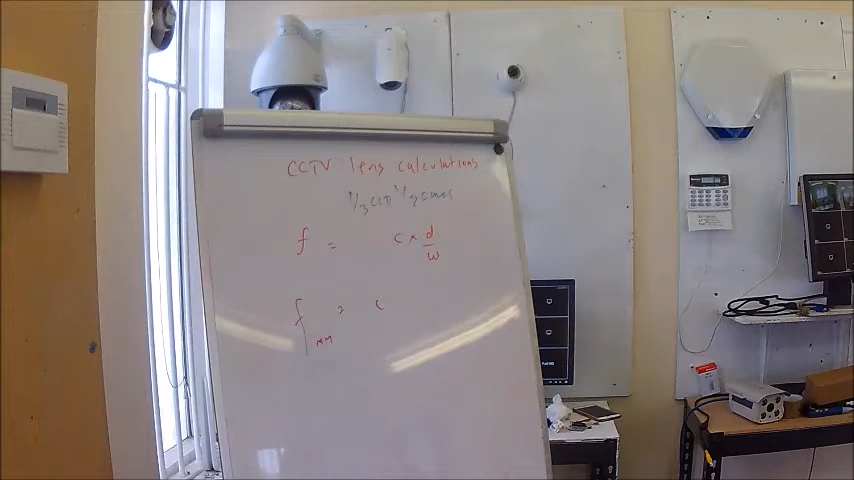 CCTV lens calculations
1/3 CCD 1/2 cmos
f = c × d/w
f = c
mm